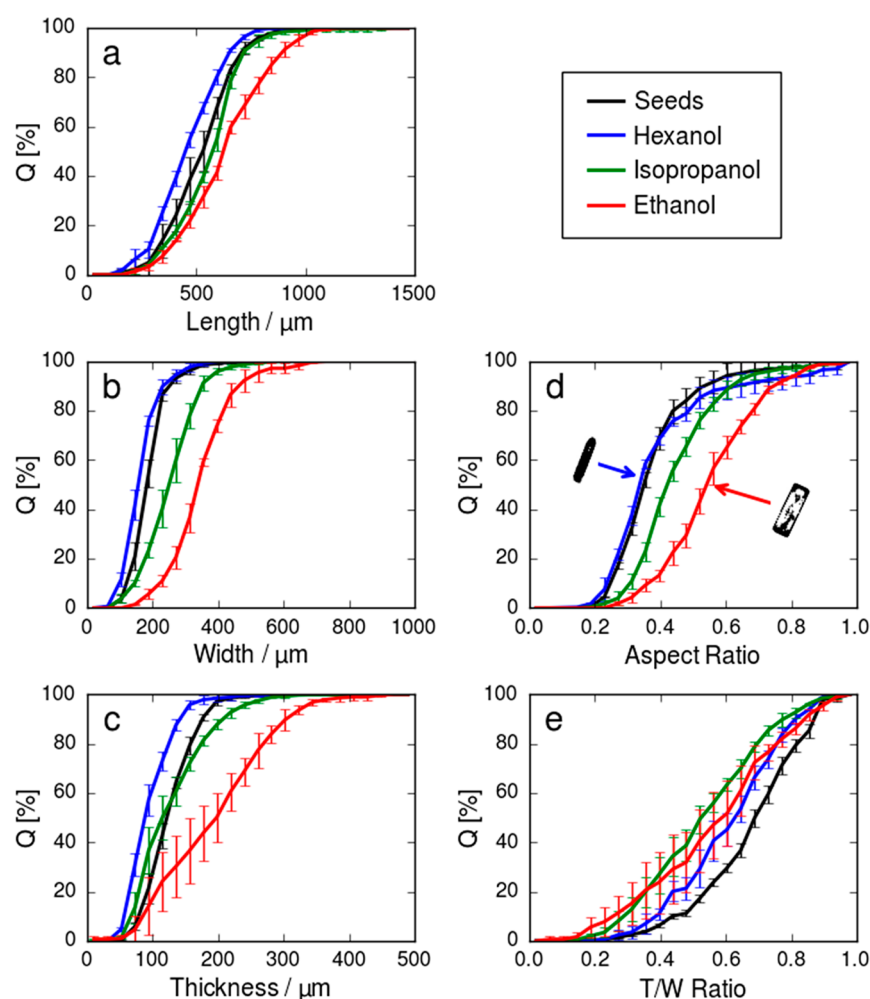 a
Q [%]
100
80
60
40
20
0
0 500 1000 1500
Length / µm
Seeds
Hexanol
Isopropanol
Ethanol
b
Q [%]
100
80
60
40
20
0
0 200 400 600 800 1000
Width / µm
d
Q [%]
100
80
60
40
20
0
0.0 0.2 0.4 0.6 0.8 1.0
Aspect Ratio
c
Q [%]
100
80
60
40
20
0
0 100 200 300 400 500
Thickness / µm
e
Q [%]
100
80
60
40
20
0
0.0 0.2 0.4 0.6 0.8 1.0
T/W Ratio